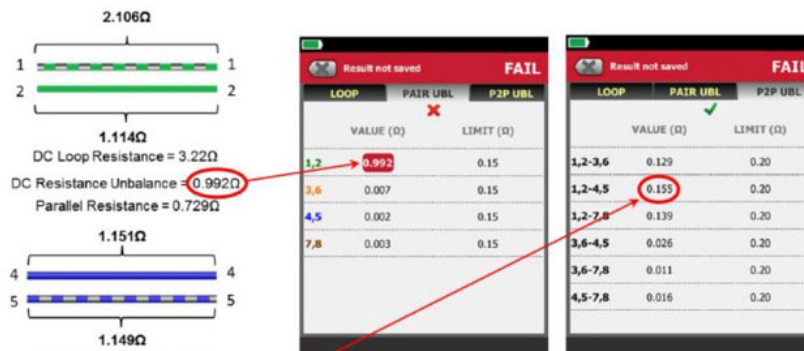 2.106Ω
1 1
2 2
1.114Ω
DC Loop Resistance = 3.22Ω
DC Resistance Unbalance = 0.992Ω
Parallel Resistance = 0.729Ω
1.151Ω
4 4
5 5
1.149Ω
Result not saved FAIL
LOOP PAIR UBL P2P UBL
VALUE (Ω) LIMIT (Ω)
1,2 0.992 0.15
3,6 0.007 0.15
4,5 0.002 0.15
7,8 0.003 0.15
Result not saved FAIL
LOOP PAIR UBL P2P UBL
VALUE (Ω) LIMIT (Ω)
1,2-3,6 0.129 0.20
1,2-4,5 0.155 0.20
1,2-7,8 0.139 0.20
3,6-4,5 0.026 0.20
3,6-7,8 0.011 0.20
4,5-7,8 0.016 0.20